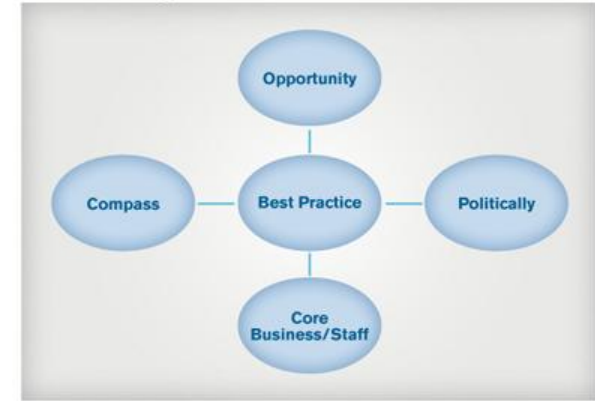 Opportunity
Compass
Best Practice
Politically
Core
Business/Staff